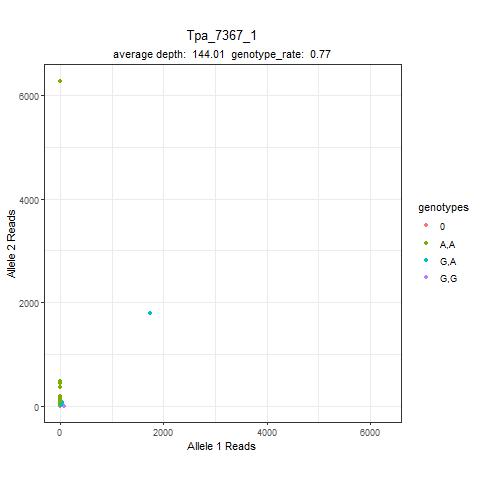 Tpa_7367_1
average depth:  144.01  genotype_rate:  0.77
6000
4000
2000
0
Allele 2 Reads
0 2000 4000 6000
Allele 1 Reads
genotypes
0
A,A
G,A
G,G